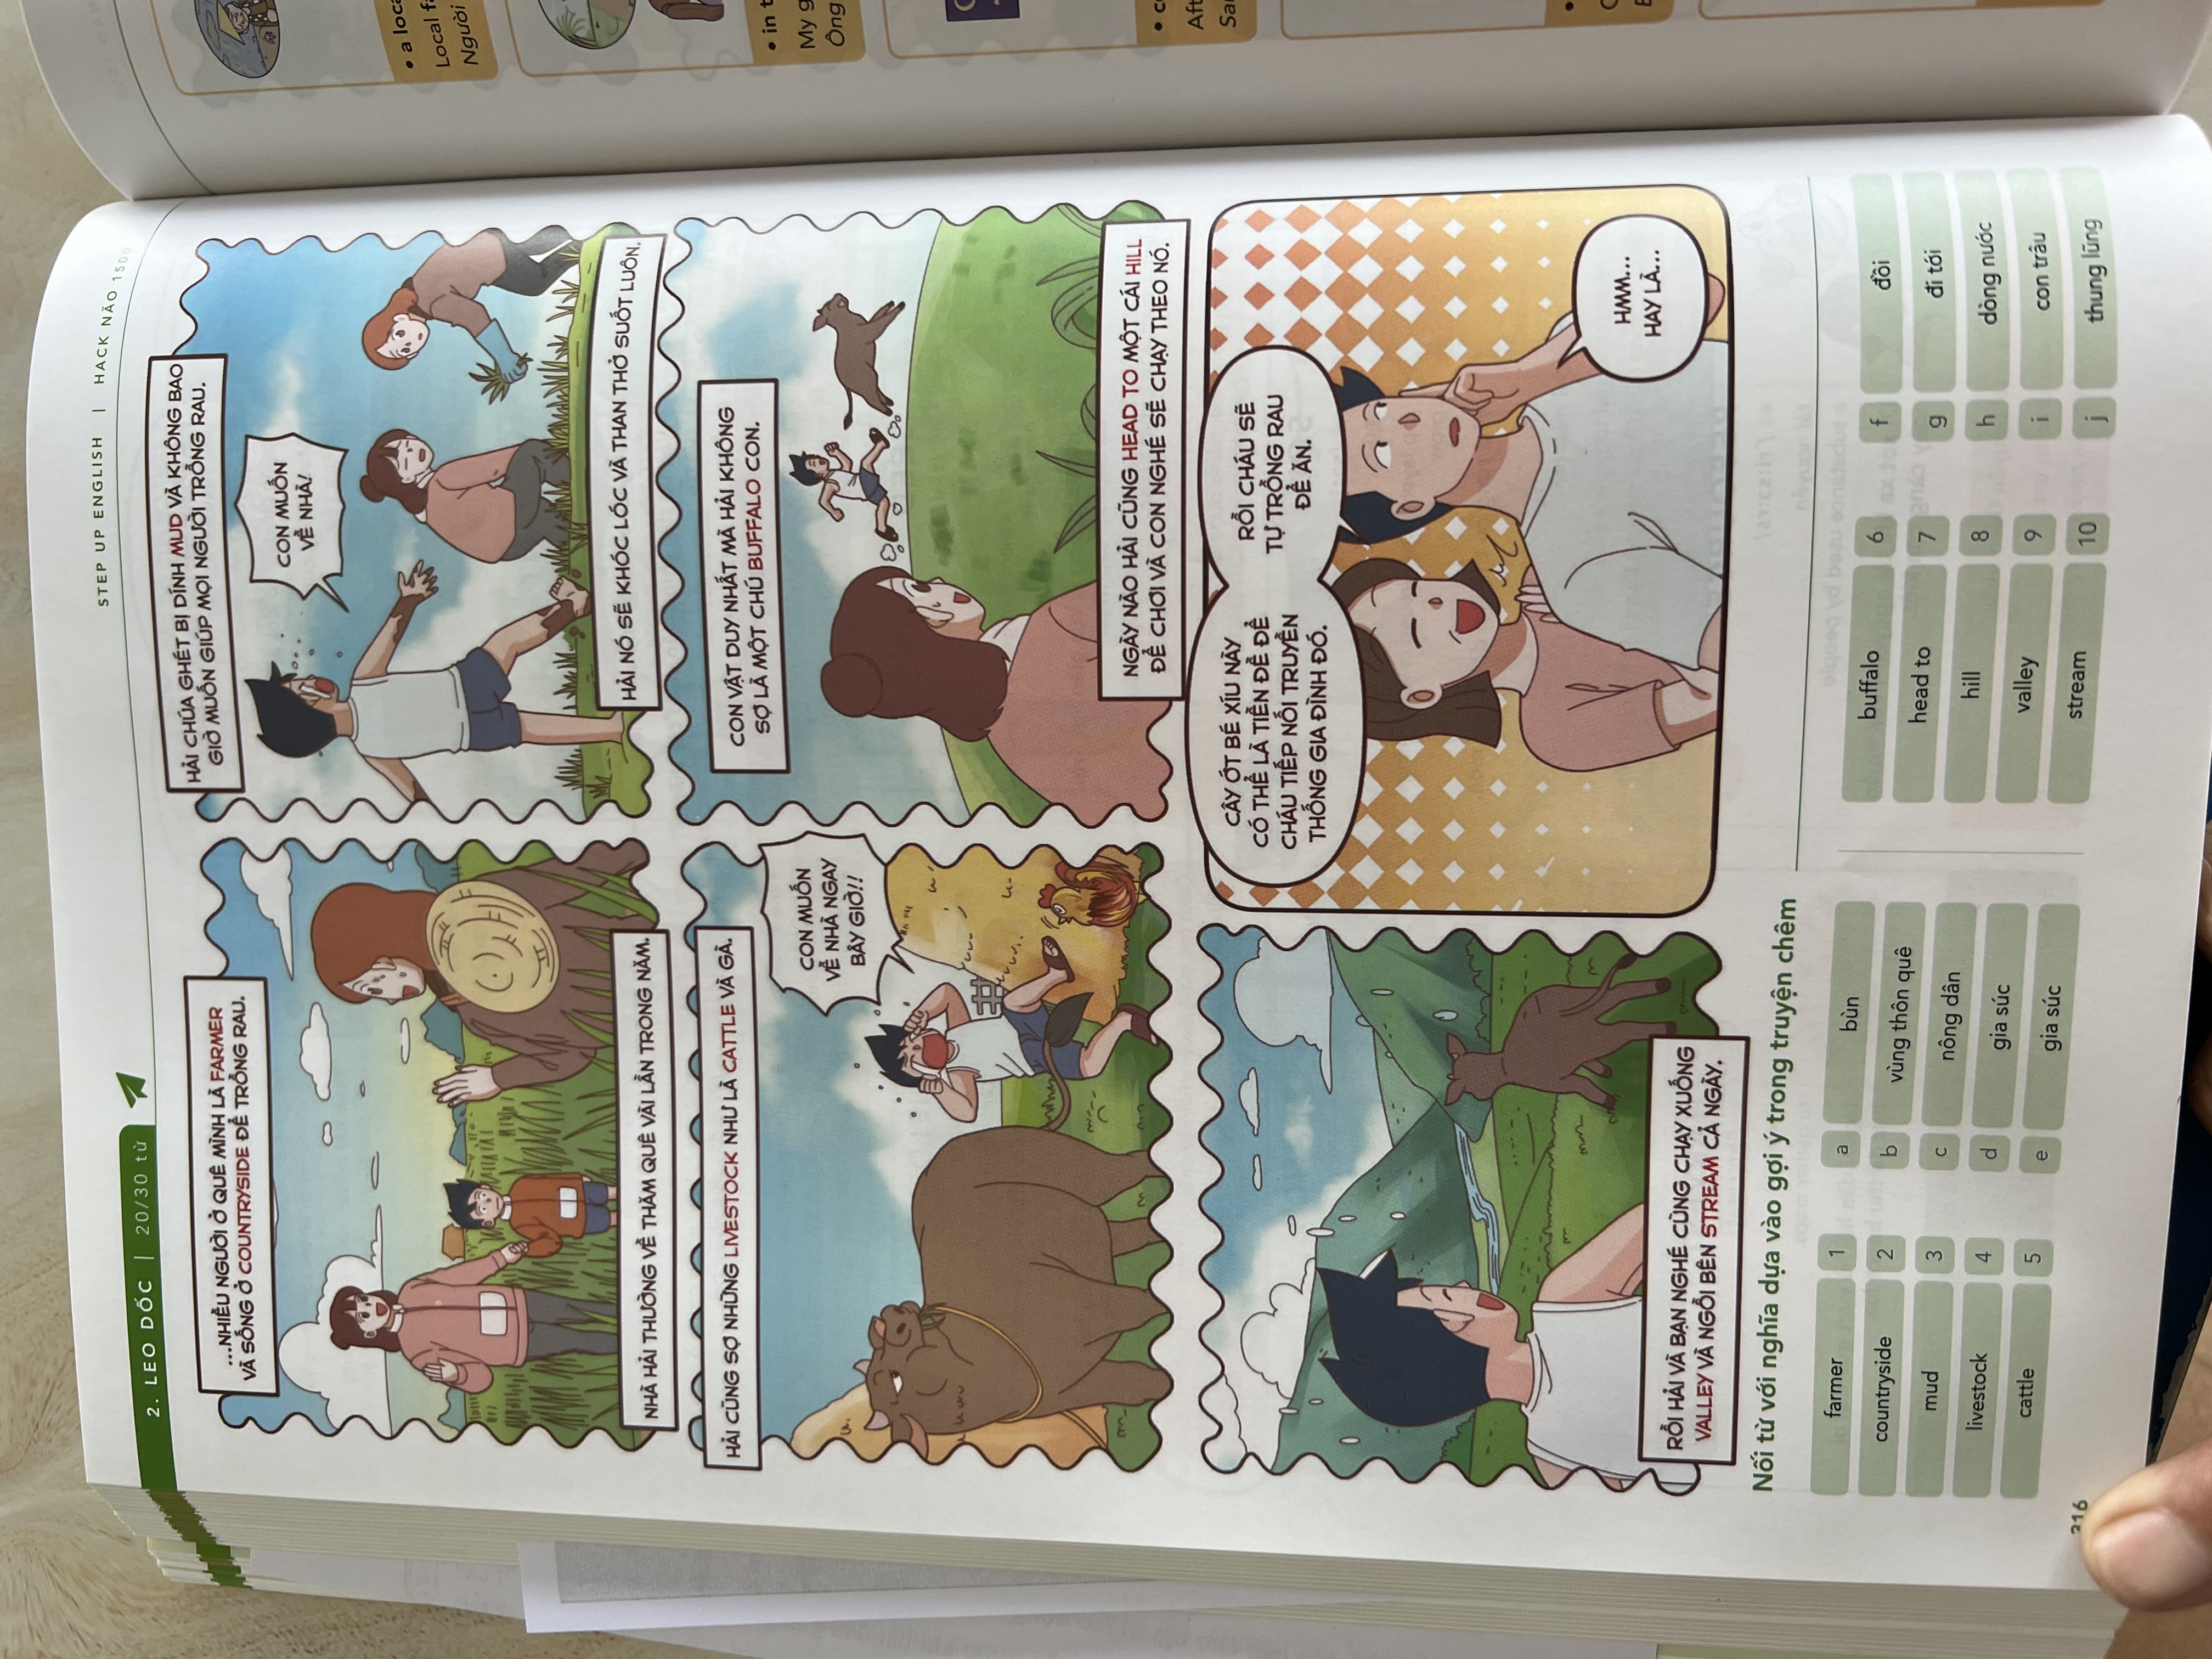 STEP UP ENGLISH | HACK NÃO 1500
2. LEO DỐC | 20/30 từ
...NHIỀU NGƯỜI Ở QUÊ MÌNH LÀ FARMER
VÀ SỐNG Ở COUNTRYSIDE ĐỂ TRỒNG RAU.
NHÀ HẢI THƯỜNG VỀ THĂM QUÊ VÀI LẦN TRONG NĂM.
HẢI CHÚA GHÉT BỊ DÍNH MUD VÀ KHÔNG BAO
GIỜ MUỐN GIÚP MỌI NGƯỜI TRỒNG RAU.
CON MUỐN
VỀ NHÀ!
HẢI NÓ SẼ KHÓC LÓC VÀ THAN THỞ SUỐT LUÔN.
HẢI CŨNG SỢ NHỮNG LIVESTOCK NHƯ LÀ CATTLE VÀ GÀ.
CON MUỐN
VỀ NHÀ NGAY
BÂY GIỜ!!
CON VẬT DUY NHẤT MÀ HẢI KHÔNG
SỢ LÀ MỘT CHÚ BUFFALO CON.
NGÀY NÀO HẢI CŨNG HEAD TO MỘT CÁI HILL
ĐỂ CHƠI VÀ CON NGHÉ SẼ CHẠY THEO NÓ.
RỒI HẢI VÀ BẠN NGHÉ CÙNG CHẠY XUỐNG
VALLEY VÀ NGỒI BÊN STREAM CẢ NGÀY.
CÂY ỚT BÉ XÍU NÀY
CÓ THỂ LÀ TIỀN ĐỀ ĐỂ
CHÁU TIẾP NỐI TRUYỀN
THỐNG GIA ĐÌNH ĐÓ.
RỒI CHÁU SẼ
TỰ TRỒNG RAU
ĐỂ ĂN.
HMM...
HAY LÀ...
Nối từ với nghĩa dựa vào gợi ý trong truyện chêm
farmer 1 a bùn
countryside 2 b vùng thôn quê
mud 3 c nông dân
livestock 4 d gia súc
cattle 5 e gia súc
buffalo 6 f đồi
head to 7 g đi tới
hill 8 h dòng nước
valley 9 i con trâu
stream 10 j thung lũng
316
• a loca
Local fa
Người
• in t
My g
Ông
Aft